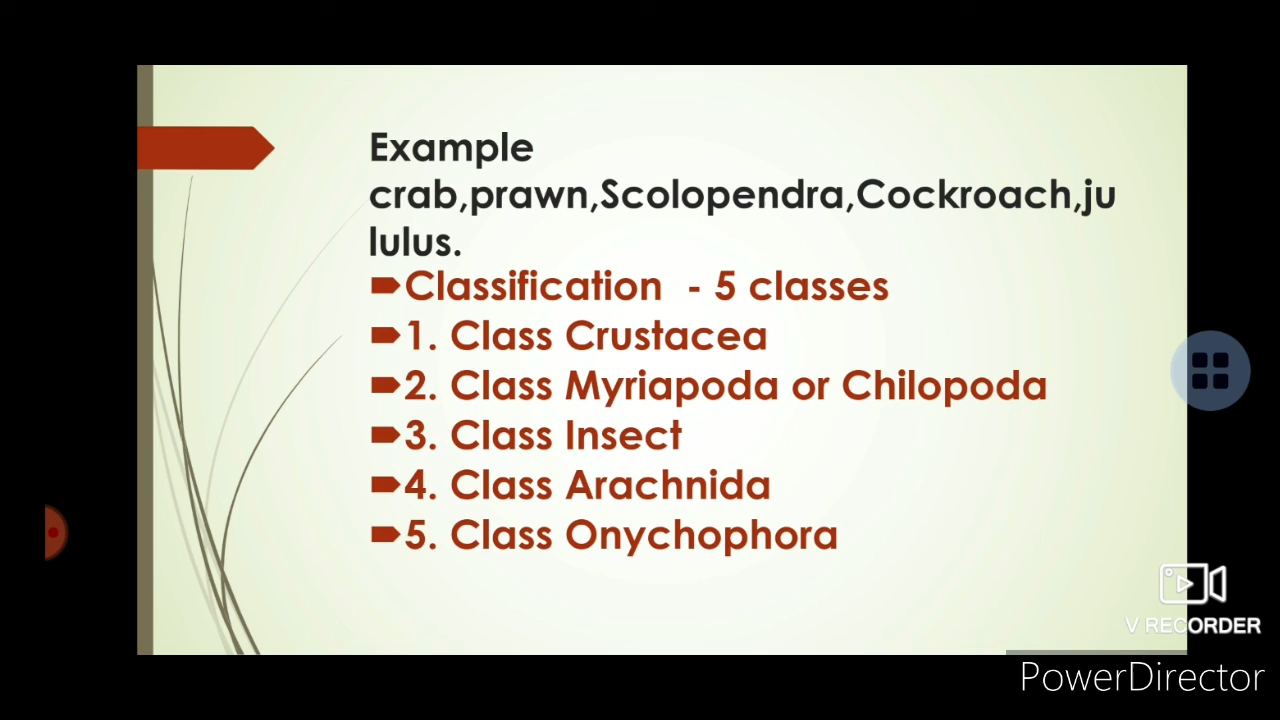 Example
crab,prawn,Scolopendra,Cockroach,ju
lulus.
Classification - 5 classes
1. Class Crustacea
2. Class Myriapoda or Chilopoda
3. Class Insect
4. Class Arachnida
5. Class Onychophora
V RECORDER
PowerDirector